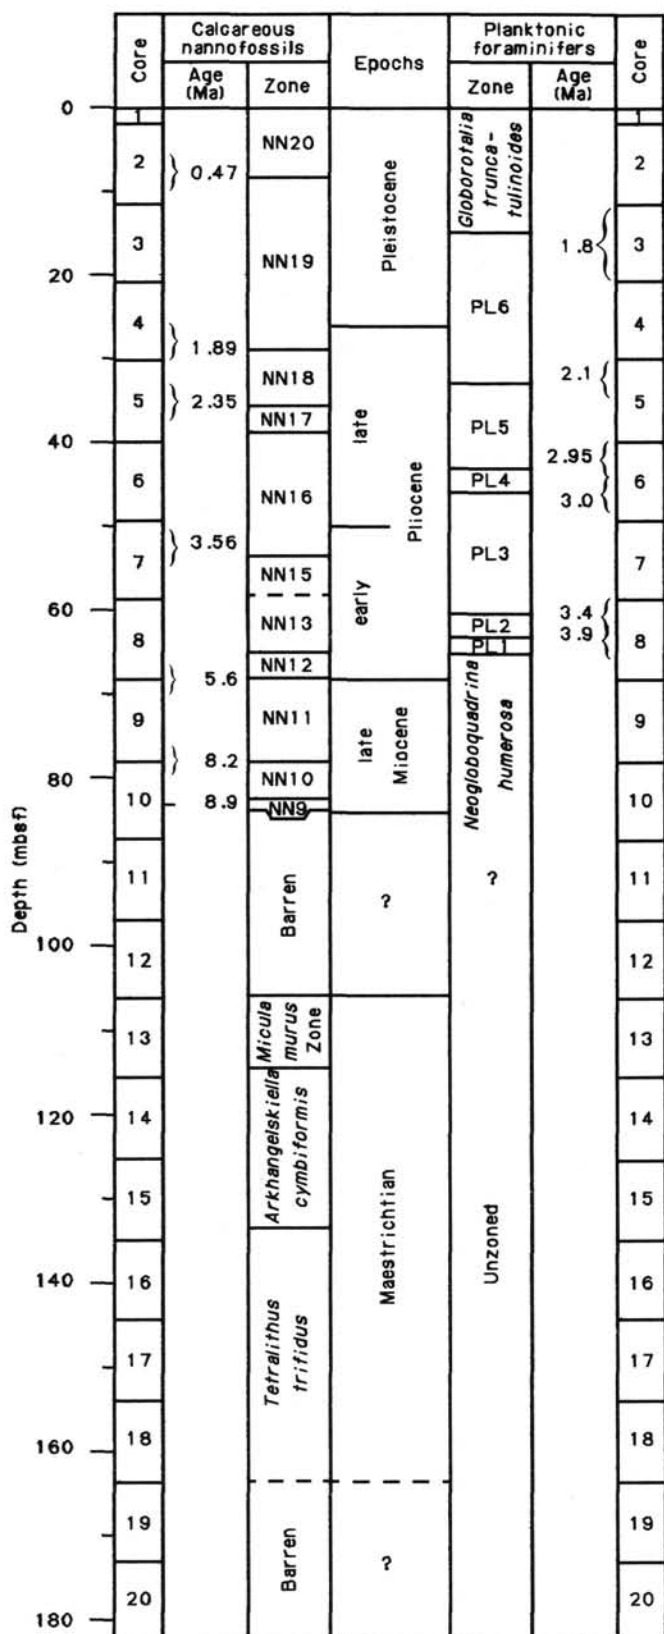 Core
Calcareous
nannofossils
Age
(Ma)
Zone
Epochs
Planktonic
foraminifers
Zone
Age
(Ma)
Core
Depth (mbsf)
0
20
40
60
80
100
120
140
160
180
1
2
3
4
5
6
7
8
9
10
11
12
13
14
15
16
17
18
19
20
0.47
1.89
2.35
3.56
5.6
8.2
8.9
NN20
NN19
NN18
NN17
NN16
NN15
NN13
NN12
NN11
NN10
NN9
Barren
Micula
murus
Zone
Arkhangelskiella
cymbiformis
Tetralithus
trifidus
Barren
Pleistocene
late
early
Pliocene
late
Miocene
?
Maestrichtian
?
Globorotalia
trunca-
tulinoides
PL6
PL5
PL4
PL3
PL2
PL1
Neogloboquadrina
humerosa
?
Unzoned
1.8
2.1
2.95
3.0
3.4
3.9
1
2
3
4
5
6
7
8
9
10
11
12
13
14
15
16
17
18
19
20